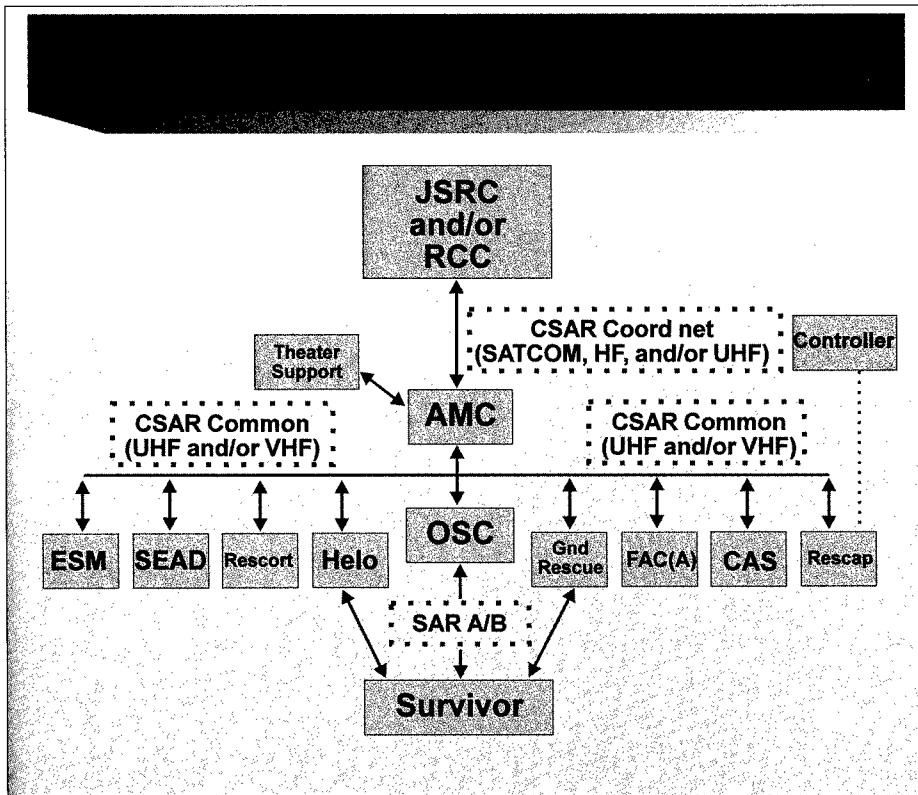 JSRC
and/or
RCC
CSAR Coord net
(SATCOM, HF, and/or UHF)
Controller
Theater
Support
AMC
CSAR Common
(UHF and/or VHF)
CSAR Common
(UHF and/or VHF)
ESM
SEAD
Rescort
Helo
OSC
Gnd
Rescue
FAC(A)
CAS
Rescap
SAR A/B
Survivor